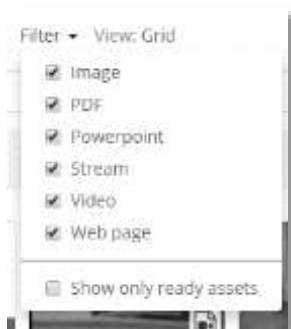 Filter View: Grid
Image
PDF
Powerpoint
Stream
Video
Web page
Show only ready assets